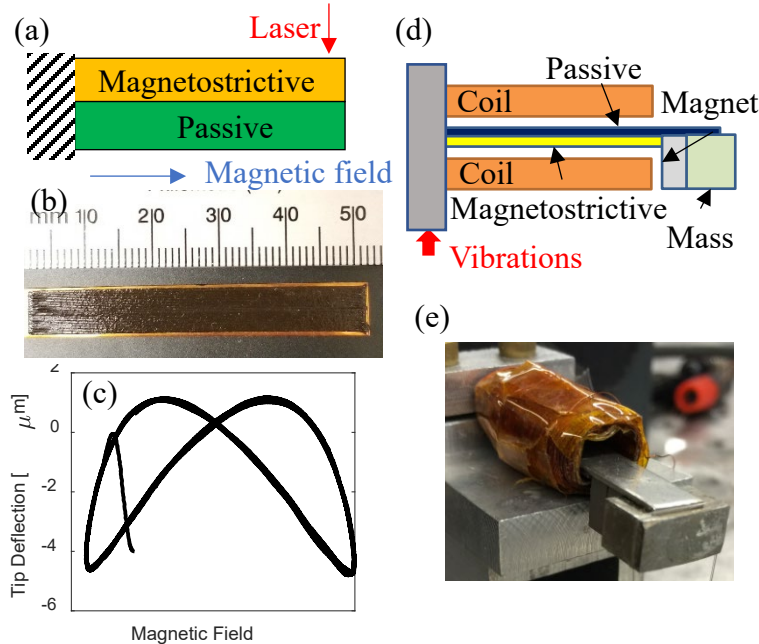 (a)
Laser
Magnetostrictive
Passive
Magnetic field
(b)
mm 10 20 30 40 50
(c)
2
0
-2
-4
-6
Tip Deflection [ μm]
Magnetic Field
(d)
Passive
Coil
Magnet
Coil
Magnetostrictive
Mass
Vibrations
(e)